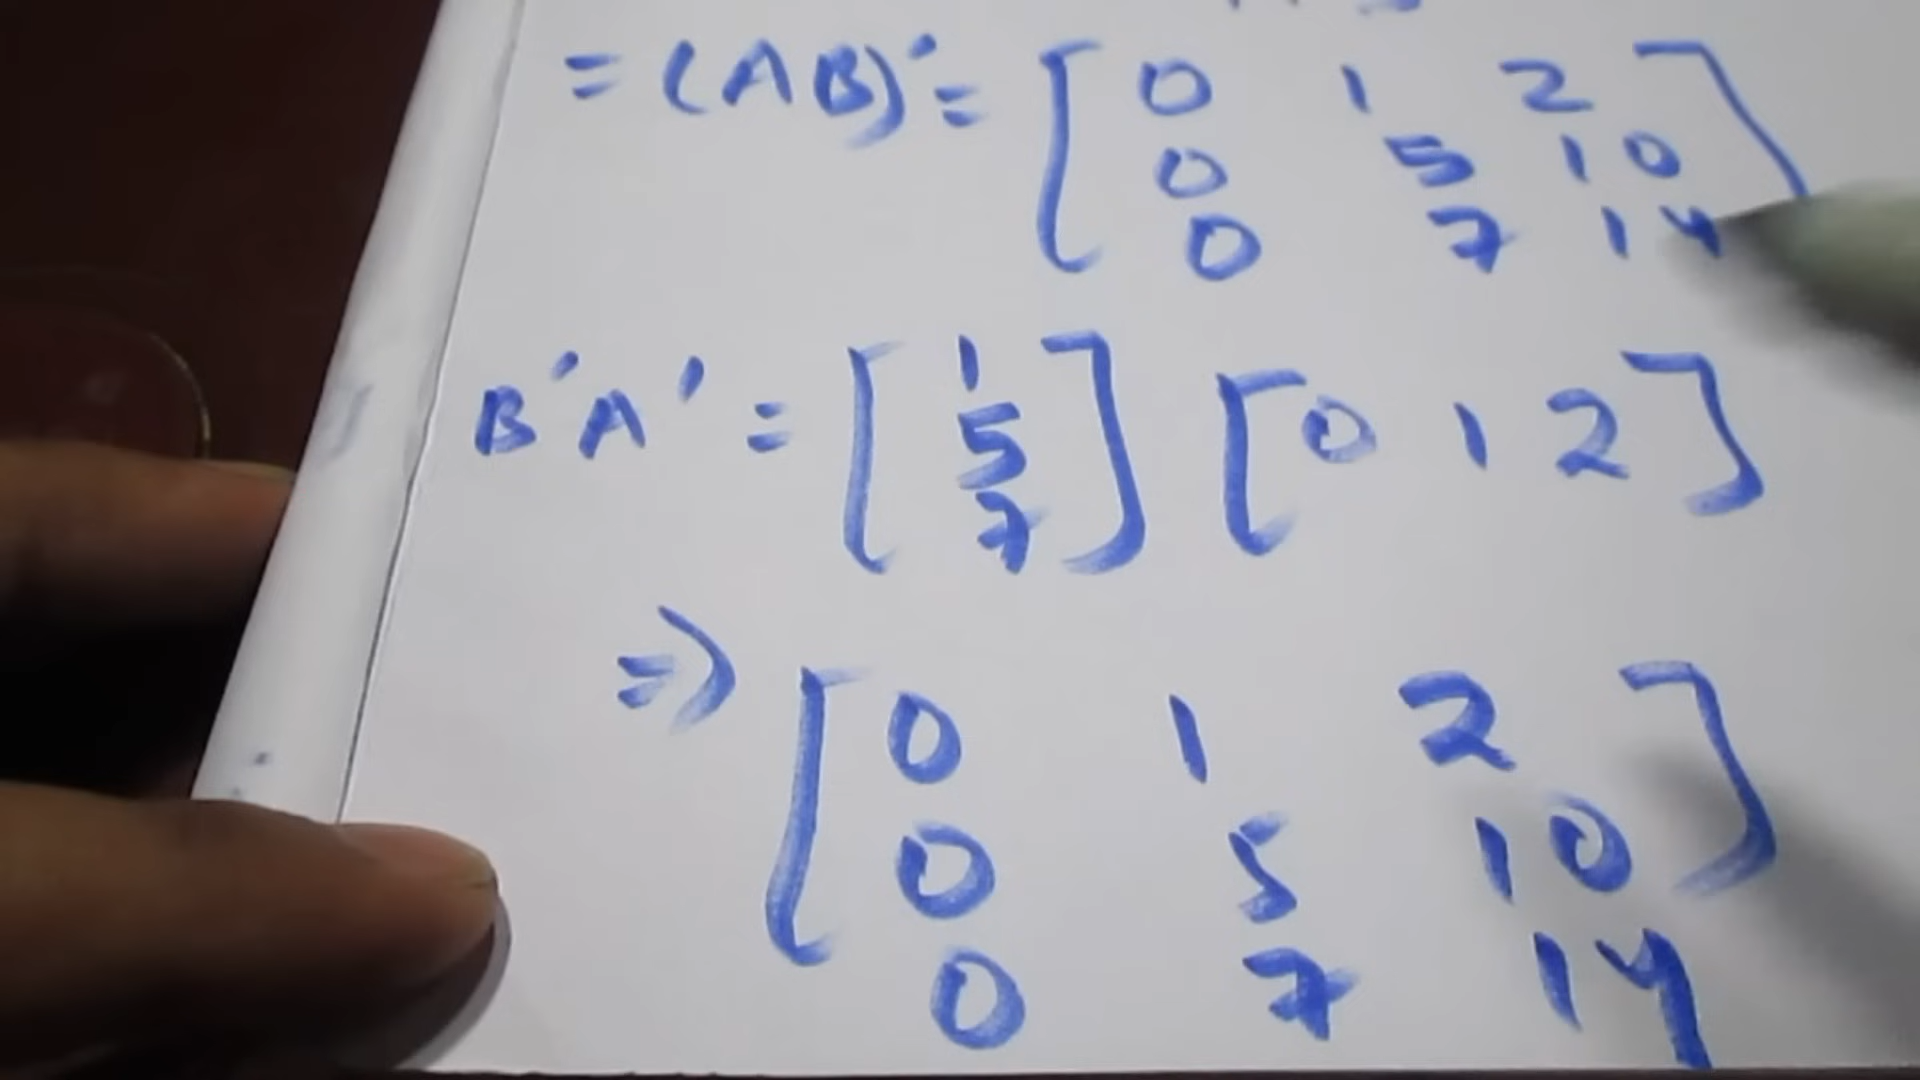 = (AB)' = [ 0 1 2 ]
0 5 10
0 7 14
B'A' = [ 1 5 7 ] [ 0 1 2 ]
=> [ 0 1 2 ]
0 5 10
0 7 14